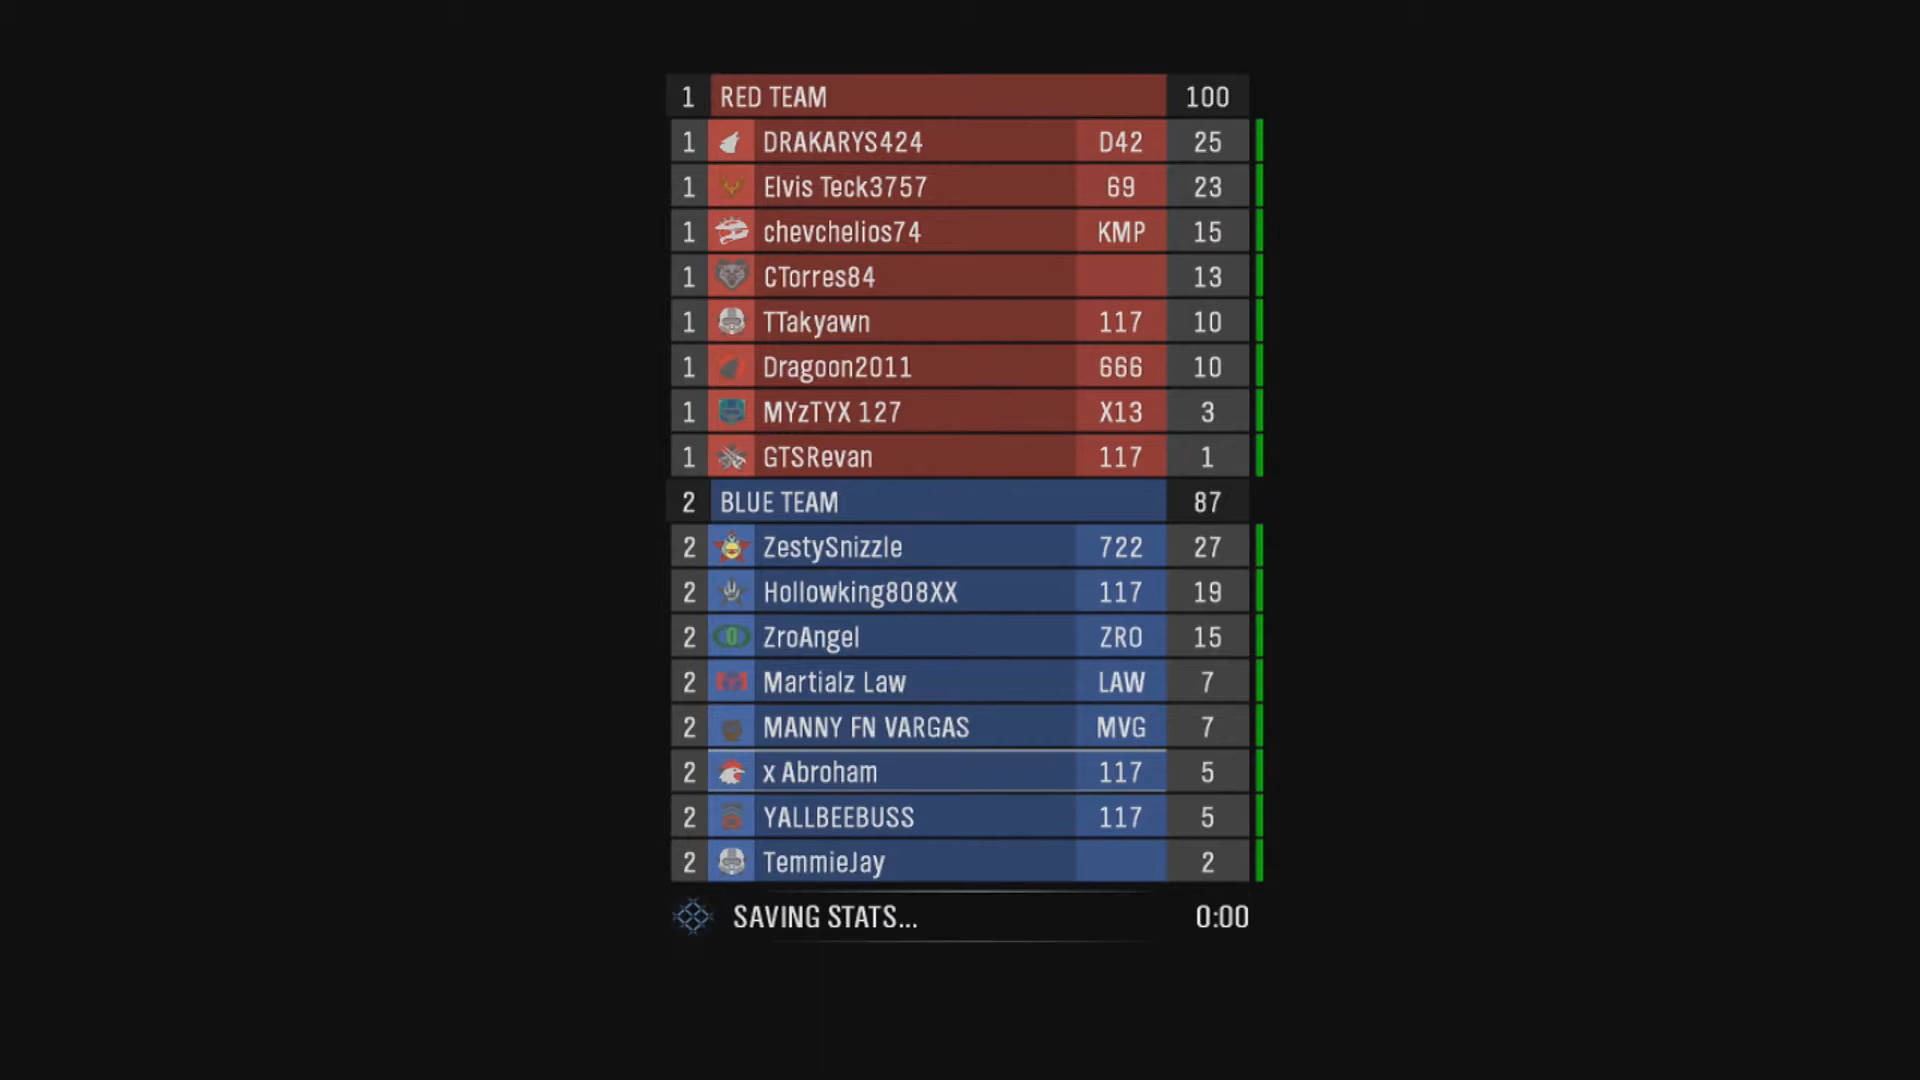 1 RED TEAM 100
1 DRAKARYS424 D42 25
1 Elvis Teck3757 69 23
1 chevchelios74 KMP 15
1 CTorres84 13
1 TTakyawn 117 10
1 Dragoon2011 666 10
1 MYzTYX 127 X13 3
1 GTSRevan 117 1
2 BLUE TEAM 87
2 ZestySnizzle 722 27
2 Hollowking808XX 117 19
2 ZroAngel ZRO 15
2 Martialz Law LAW 7
2 MANNY FN VARGAS MVG 7
2 x Abroham 117 5
2 YALLBEEBUSS 117 5
2 TemmieJay 2
SAVING STATS... 0:00